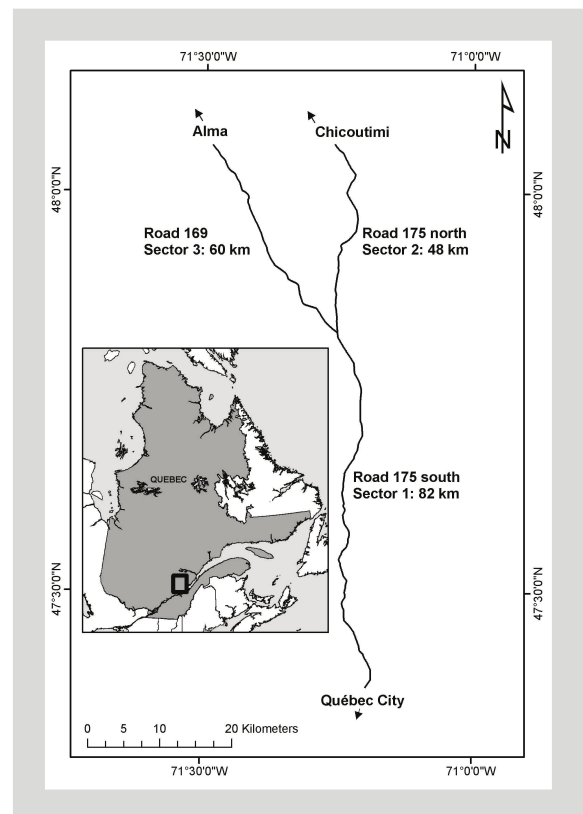 71°30'0"W
71°0'0"W
Alma
Chicoutimi
N
48°0'0"N
48°0'0"N
Road 169
Sector 3: 60 km
Road 175 north
Sector 2: 48 km
QUEBEC
Road 175 south
Sector 1: 82 km
47°30'0"N
47°30'0"N
Québec City
0 5 10 20 Kilometers
71°30'0"W
71°0'0"W